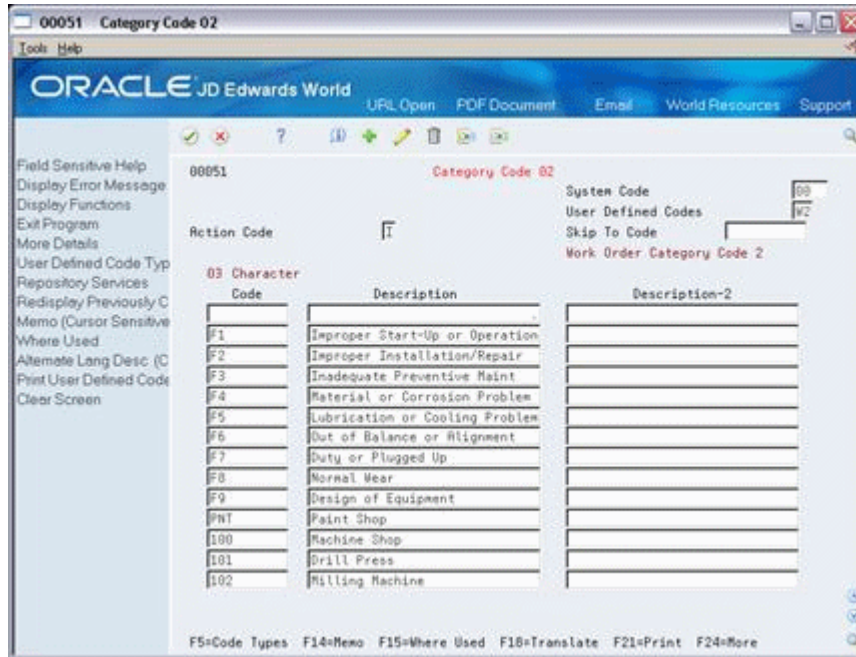 00051 Category Code 02
Tools Help
ORACLE JD Edwards World
URL Open PDF Document Email World Resources Support
Field Sensitive Help
Display Error Message
Display Functions
Exit Program
More Details
User Defined Code Typ
Repository Services
Redisplay Previously C
Memo (Cursor Sensitive
Where Used
Alternate Lang Desc (C
Print User Defined Code
Clear Screen
00051 Category Code 02
System Code 00
User Defined Codes W2
Action Code I Skip To Code
Work Order Category Code 2
03 Character
Code Description Description-2
F1 Improper Start-Up or Operation
F2 Improper Installation/Repair
F3 Inadequate Preventive Maint
F4 Material or Corrosion Problem
F5 Lubrication or Cooling Problem
F6 Out of Balance or Alignment
F7 Duty or Plugged Up
F8 Normal Wear
F9 Design of Equipment
PNT Paint Shop
100 Machine Shop
101 Drill Press
102 Milling Machine
F5=Code Types F14=Memo F15=Where Used F18=Translate F21=Print F24=More